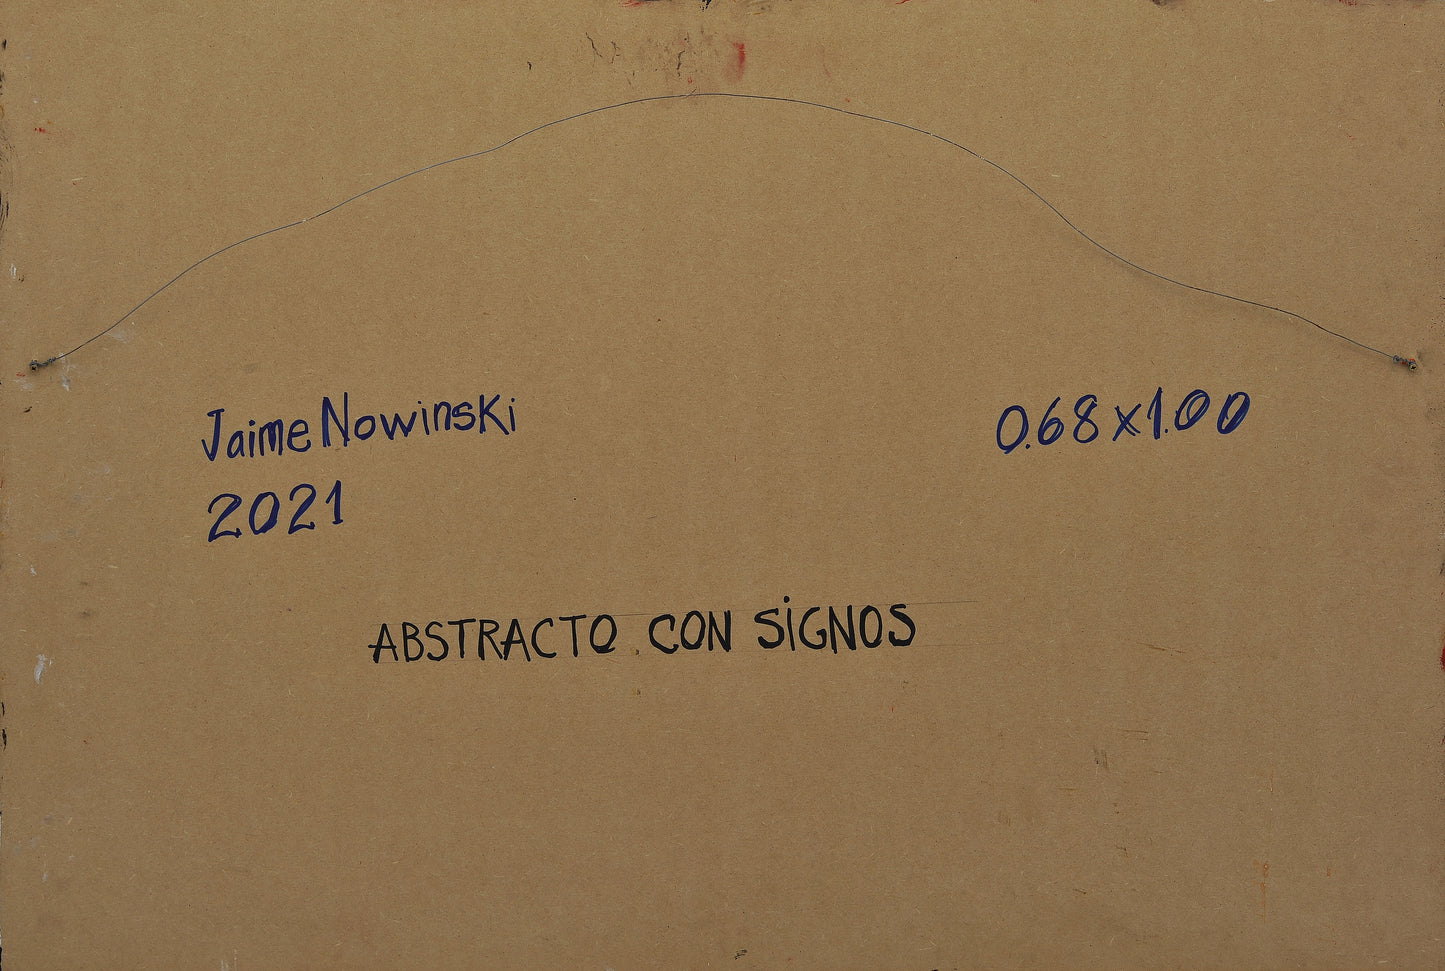 Jaime Nowinski
0.68 x 1.00
2021
ABSTRACTO CON SiGNOS